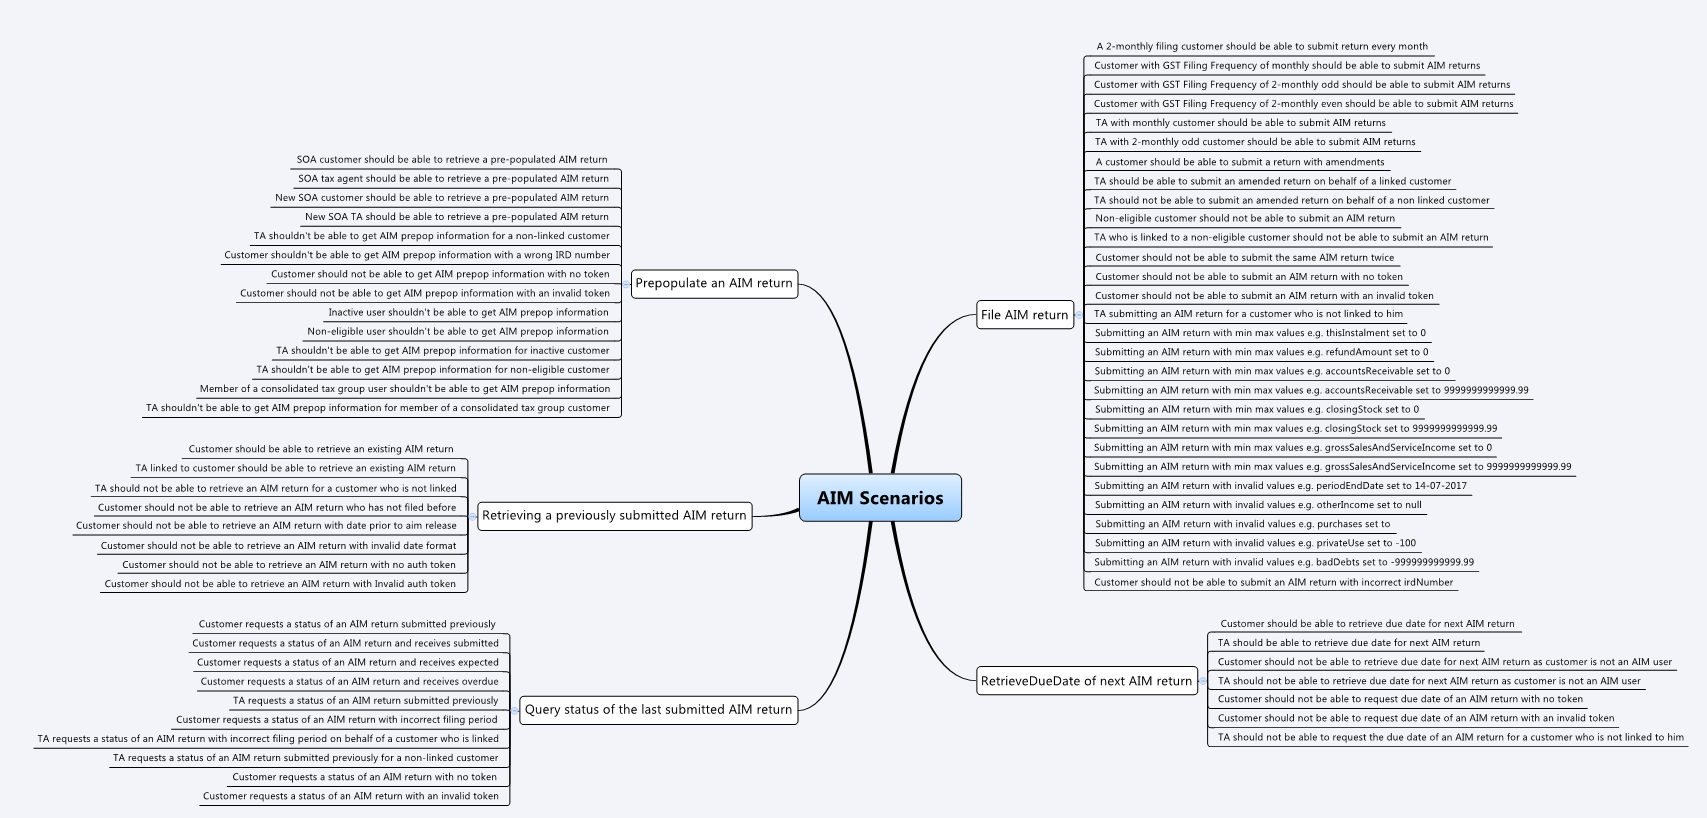 AIM Scenarios
File AIM return
A 2-monthly filing customer should be able to submit return every month
Customer with GST Filing Frequency of monthly should be able to submit AIM returns
Customer with GST Filing Frequency of 2-monthly odd should be able to submit AIM returns
Customer with GST Filing Frequency of 2-monthly even should be able to submit AIM returns
TA with monthly customer should be able to submit AIM returns
TA with 2-monthly odd customer should be able to submit AIM returns
A customer should be able to submit a return with amendments
TA should be able to submit an amended return on behalf of a linked customer
TA should not be able to submit an amended return on behalf of a non linked customer
Non-eligible customer should not be able to submit an AIM return
TA who is linked to a non-eligible customer should not be able to submit an AIM return
Customer should not be able to submit the same AIM return twice
Customer should not be able to submit an AIM return with no token
Customer should not be able to submit an AIM return with an invalid token
TA submitting an AIM return for a customer who is not linked to him
Submitting an AIM return with min max values e.g. thisInstalment set to 0
Submitting an AIM return with min max values e.g. refundAmount set to 0
Submitting an AIM return with min max values e.g. accountsReceivable set to 0
Submitting an AIM return with min max values e.g. accountsReceivable set to 9999999999999.99
Submitting an AIM return with min max values e.g. closingStock set to 0
Submitting an AIM return with min max values e.g. closingStock set to 9999999999999.99
Submitting an AIM return with min max values e.g. grossSalesAndServiceIncome set to 0
Submitting an AIM return with min max values e.g. grossSalesAndServiceIncome set to 9999999999999.99
Submitting an AIM return with invalid values e.g. periodEndDate set to 14-07-2017
Submitting an AIM return with invalid values e.g. otherIncome set to null
Submitting an AIM return with invalid values e.g. purchases set to
Submitting an AIM return with invalid values e.g. privateUse set to -100
Submitting an AIM return with invalid values e.g. badDebts set to -999999999999.99
Customer should not be able to submit an AIM return with incorrect irdNumber
RetrieveDueDate of next AIM return
Customer should be able to retrieve due date for next AIM return
TA should be able to retrieve due date for next AIM return
Customer should not be able to retrieve due date for next AIM return as customer is not an AIM user
TA should not be able to retrieve due date for next AIM return as customer is not an AIM user
Customer should not be able to request due date of an AIM return with no token
Customer should not be able to request due date of an AIM return with an invalid token
TA should not be able to request the due date of an AIM return for a customer who is not linked to him
Prepopulate an AIM return
SOA customer should be able to retrieve a pre-populated AIM return
SOA tax agent should be able to retrieve a pre-populated AIM return
New SOA customer should be able to retrieve a pre-populated AIM return
New SOA TA should be able to retrieve a pre-populated AIM return
TA shouldn't be able to get AIM prepop information for a non-linked customer
Customer shouldn't be able to get AIM prepop information with a wrong IRD number
Customer should not be able to get AIM prepop information with no token
Customer should not be able to get AIM prepop information with an invalid token
Inactive user shouldn't be able to get AIM prepop information
Non-eligible user shouldn't be able to get AIM prepop information
TA shouldn't be able to get AIM prepop information for inactive customer
TA shouldn't be able to get AIM prepop information for non-eligible customer
Member of a consolidated tax group user shouldn't be able to get AIM prepop information
TA shouldn't be able to get AIM prepop information for member of a consolidated tax group customer
Retrieving a previously submitted AIM return
Customer should be able to retrieve an existing AIM return
TA linked to customer should be able to retrieve an existing AIM return
TA should not be able to retrieve an AIM return for a customer who is not linked
Customer should not be able to retrieve an AIM return who has not filed before
Customer should not be able to retrieve an AIM return with date prior to aim release
Customer should not be able to retrieve an AIM return with invalid date format
Customer should not be able to retrieve an AIM return with no auth token
Customer should not be able to retrieve an AIM return with Invalid auth token
Query status of the last submitted AIM return
Customer requests a status of an AIM return submitted previously
Customer requests a status of an AIM return and receives submitted
Customer requests a status of an AIM return and receives expected
Customer requests a status of an AIM return and receives overdue
TA requests a status of an AIM return submitted previously
Customer requests a status of an AIM return with incorrect filing period
TA requests a status of an AIM return with incorrect filing period on behalf of a customer who is linked
TA requests a status of an AIM return submitted previously for a non-linked customer
Customer requests a status of an AIM return with no token
Customer requests a status of an AIM return with an invalid token